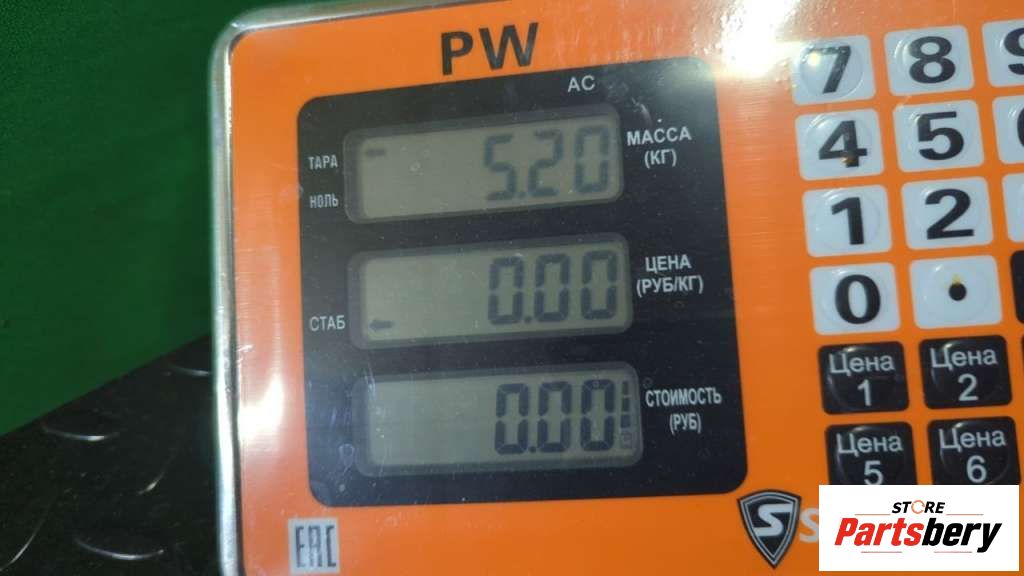 PW
AC
ТАРА
НОЛЬ
5.20
МАССА
(КГ)
СТАБ
0.00
ЦЕНА
(РУБ/КГ)
0.00
СТОИМОСТЬ
(РУБ)
7 8 9
4 5
1 2
0 .
Цена 1
Цена 2
Цена 5
Цена 6
EAC
S
STORE
Partsbery